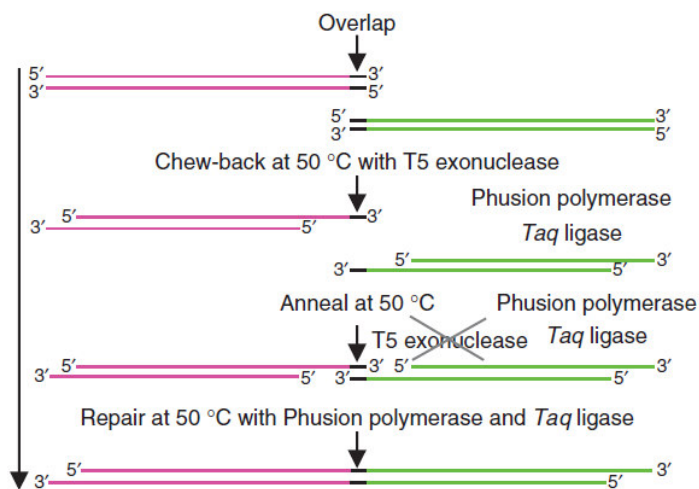 Overlap
5′ 3′
3′ 5′
5′ 3′
3′ 5′
Chew-back at 50 °C with T5 exonuclease
Phusion polymerase
5′ 3′
3′ 5′
Taq ligase
5′ 3′
3′ 5′
Anneal at 50 °C Phusion polymerase
T5 exonuclease Taq ligase
5′ 3′ 5′ 3′
3′ 5′ 3′ 5′
Repair at 50 °C with Phusion polymerase and Taq ligase
5′ 3′
3′ 5′